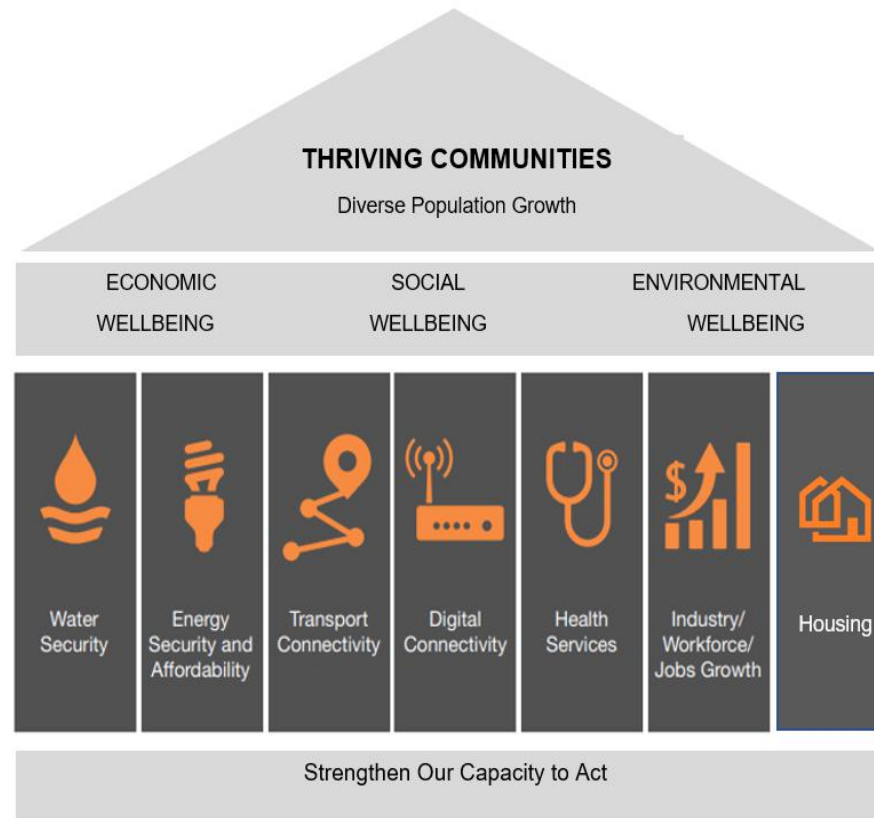 THRIVING COMMUNITIES
Diverse Population Growth
ECONOMIC
WELLBEING
SOCIAL
WELLBEING
ENVIRONMENTAL
WELLBEING
Water
Security
Energy
Security and
Affordability
Transport
Connectivity
Digital
Connectivity
Health
Services
$
Industry/
Workforce/
Jobs Growth
Housing
Strengthen Our Capacity to Act